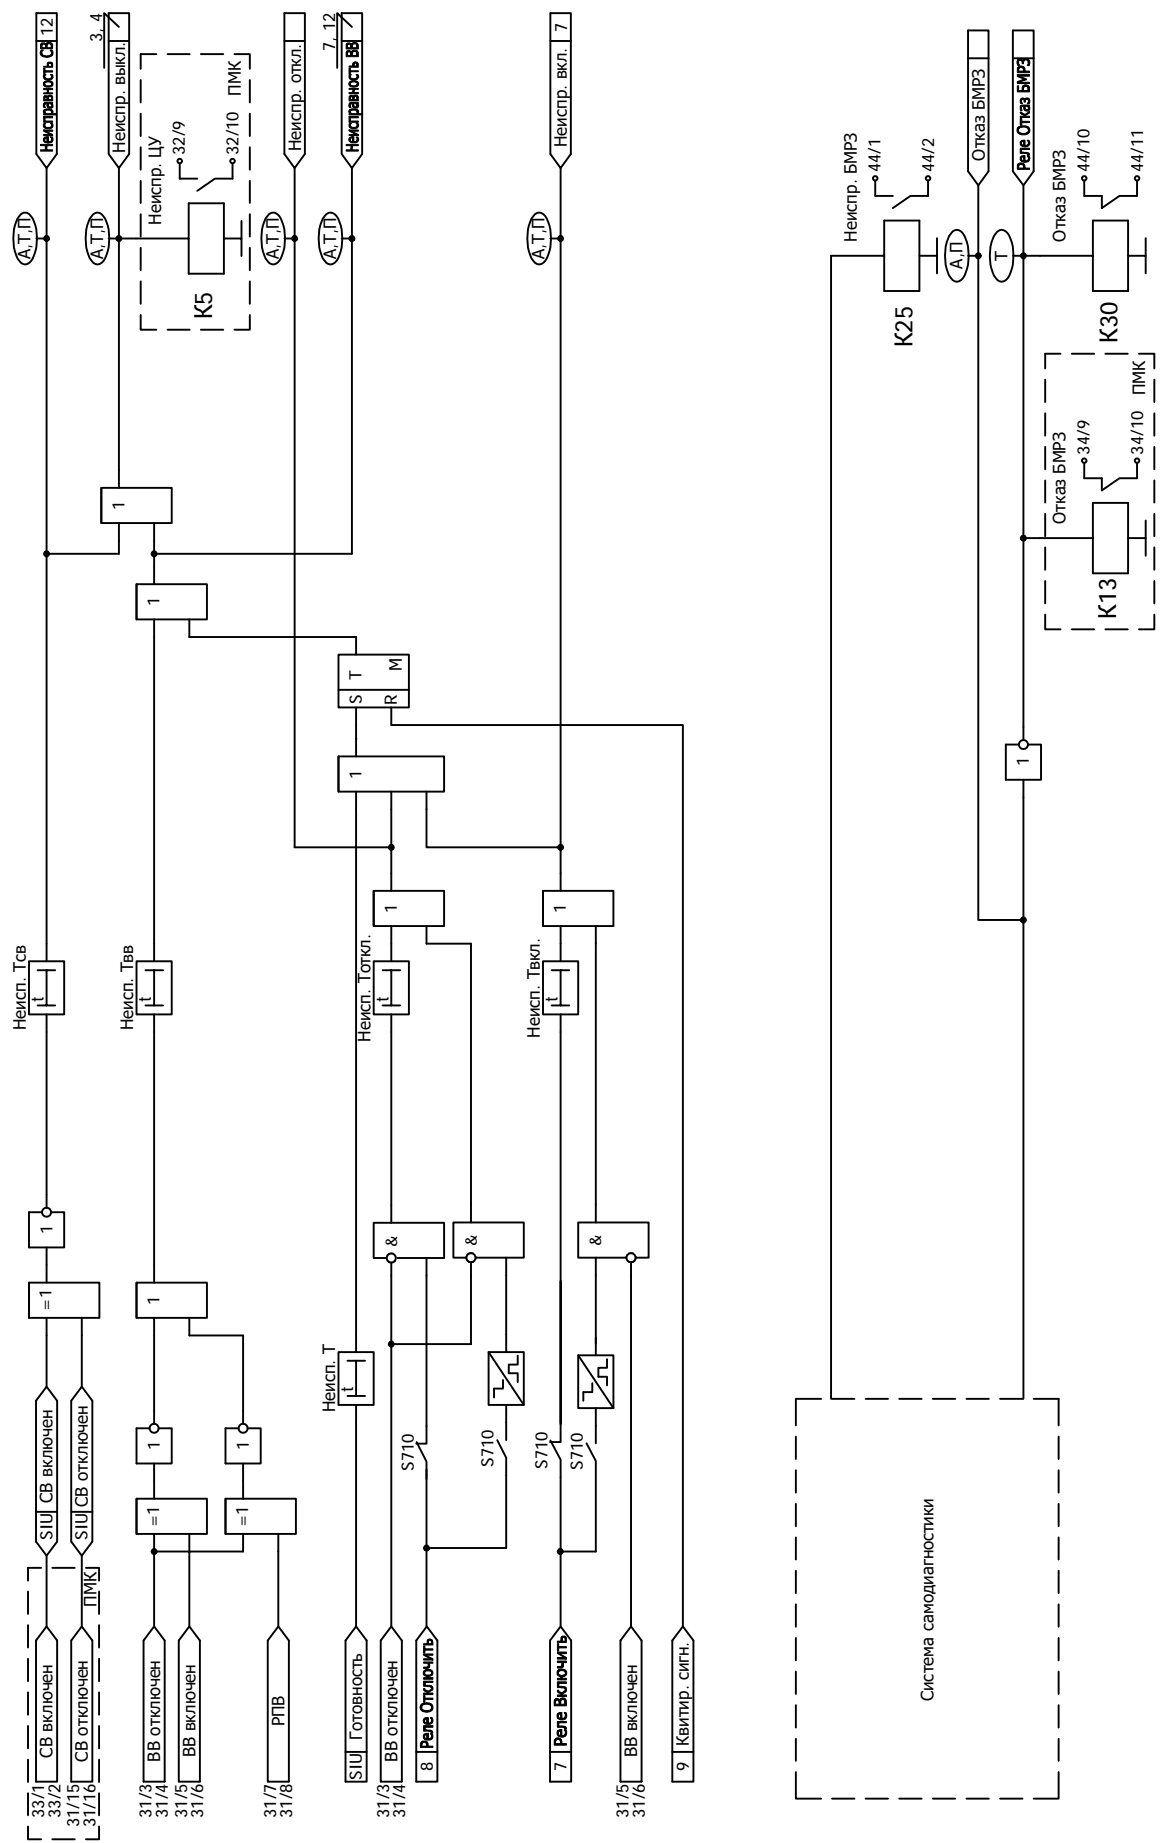 Неисправность СВ 12
3, 4
Неиспр. выкл.
Неиспр. откл.
7, 12
Неисправность ВВ
Неиспр. вкл. 7
Отказ БМРЗ
Реле Отказ БМРЗ
А,Т,П
А,Т,П
А,Т,П
А,Т,П
А,Т,П
А,П
Т
Неиспр. ЦУ
32/9
32/10
ПМК
К5
Неиспр. БМРЗ
44/1
44/2
К25
Отказ БМРЗ
44/10
44/11
К30
Отказ БМРЗ
34/9
34/10
ПМК
К13
1
1
S T
R M
1
1
1
1
Неисп. Тсв
t
Неисп. Твв
t
Неисп. Тоткл.
t
Неисп. Твкл.
t
1
&
&
&
=1
1
Неисп. Т
t
1
1
S710
S710
S710
S710
=1
=1
SIU СВ включен
SIU СВ отключен
ПМК
33/1
33/2
СВ включен
31/15
31/16
СВ отключен
31/3
31/4
ВВ отключен
31/5
31/6
ВВ включен
31/7
31/8
РПВ
SIU Готовность
31/3
31/4
ВВ отключен
8 Реле Отключить
7 Реле Включить
31/5
31/6
ВВ включен
9 Квитир. сигн.
Система самодиагностики